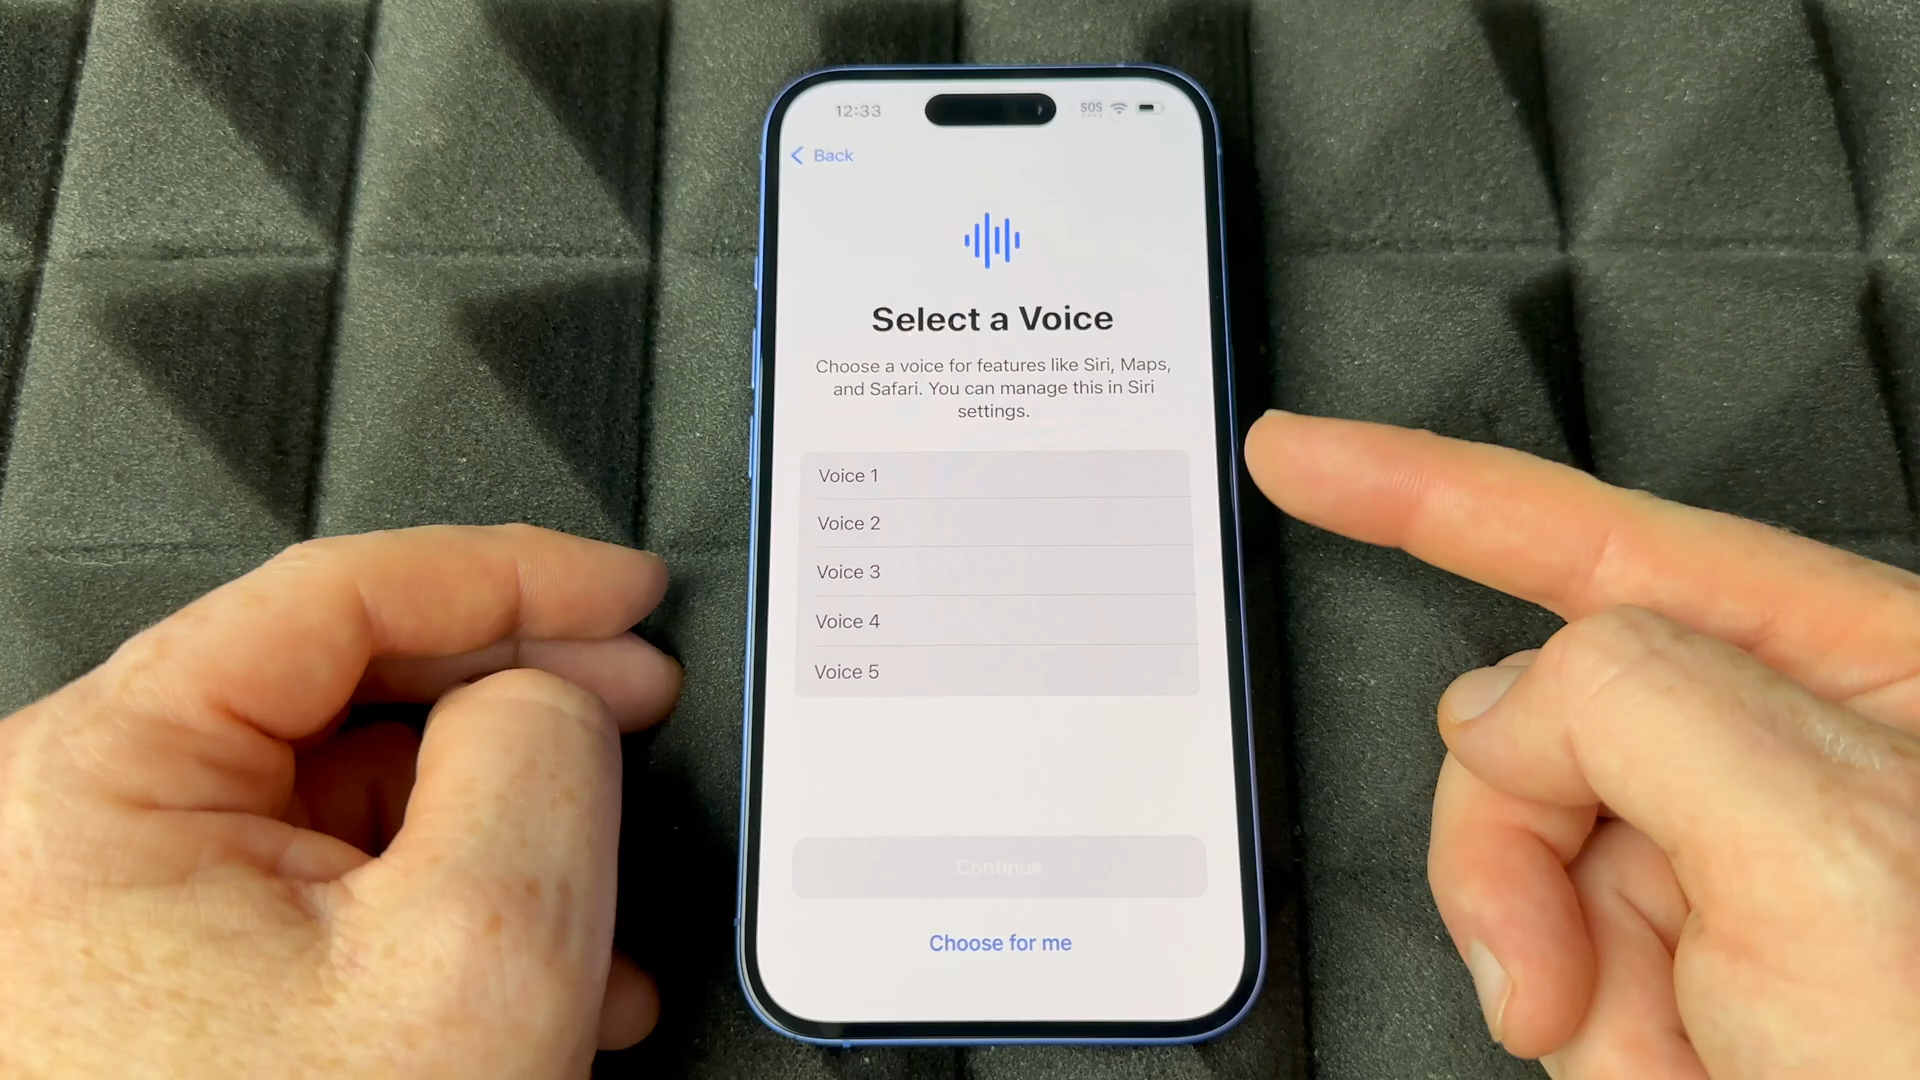 12:33
SOS
Back
Select a Voice
Choose a voice for features like Siri, Maps,
and Safari. You can manage this in Siri
settings.
Voice 1
Voice 2
Voice 3
Voice 4
Voice 5
Continue
Choose for me